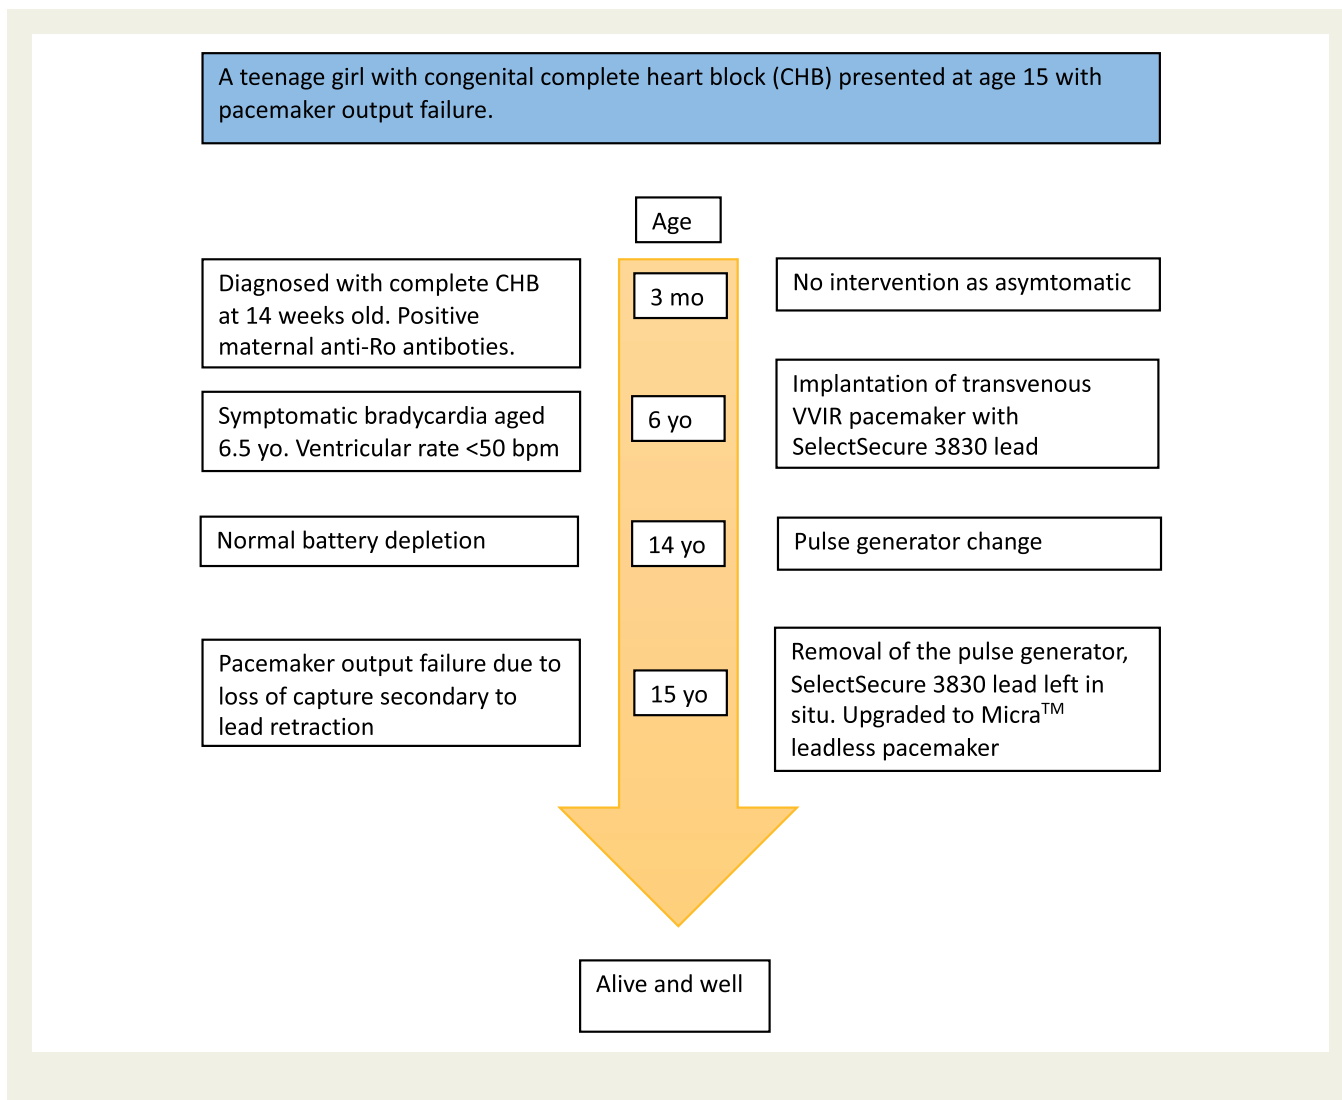 A teenage girl with congenital complete heart block (CHB) presented at age 15 with
pacemaker output failure.
Age
Diagnosed with complete CHB
at 14 weeks old. Positive
maternal anti-Ro antiboties.
3 mo
No intervention as asymtomatic
Symptomatic bradycardia aged
6.5 yo. Ventricular rate <50 bpm
6 yo
Implantation of transvenous
VVIR pacemaker with
SelectSecure 3830 lead
Normal battery depletion
14 yo
Pulse generator change
Pacemaker output failure due to
loss of capture secondary to
lead retraction
15 yo
Removal of the pulse generator,
SelectSecure 3830 lead left in
situ. Upgraded to Micra™
leadless pacemaker
Alive and well